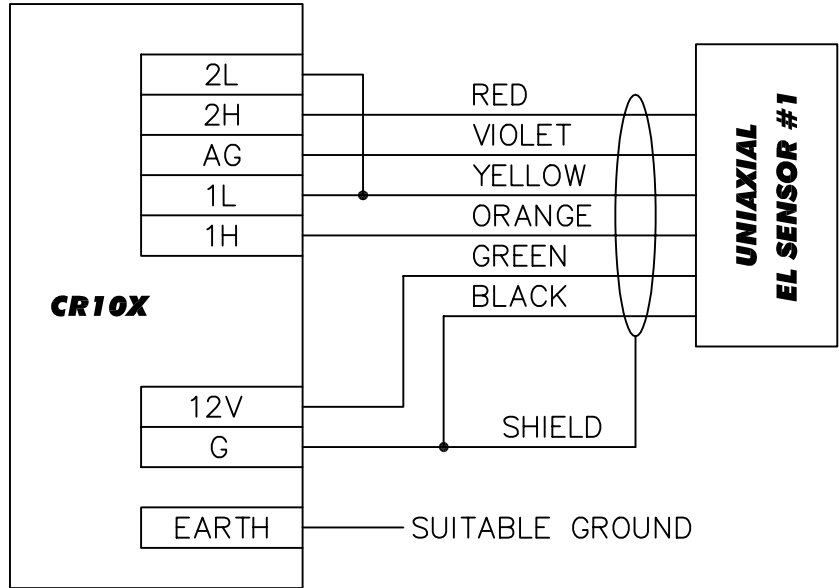 2L
2H
AG
1L
1H
CR10X
12V
G
EARTH
RED
VIOLET
YELLOW
ORANGE
GREEN
BLACK
SHIELD
SUITABLE GROUND
UNIAXIAL
EL SENSOR #1